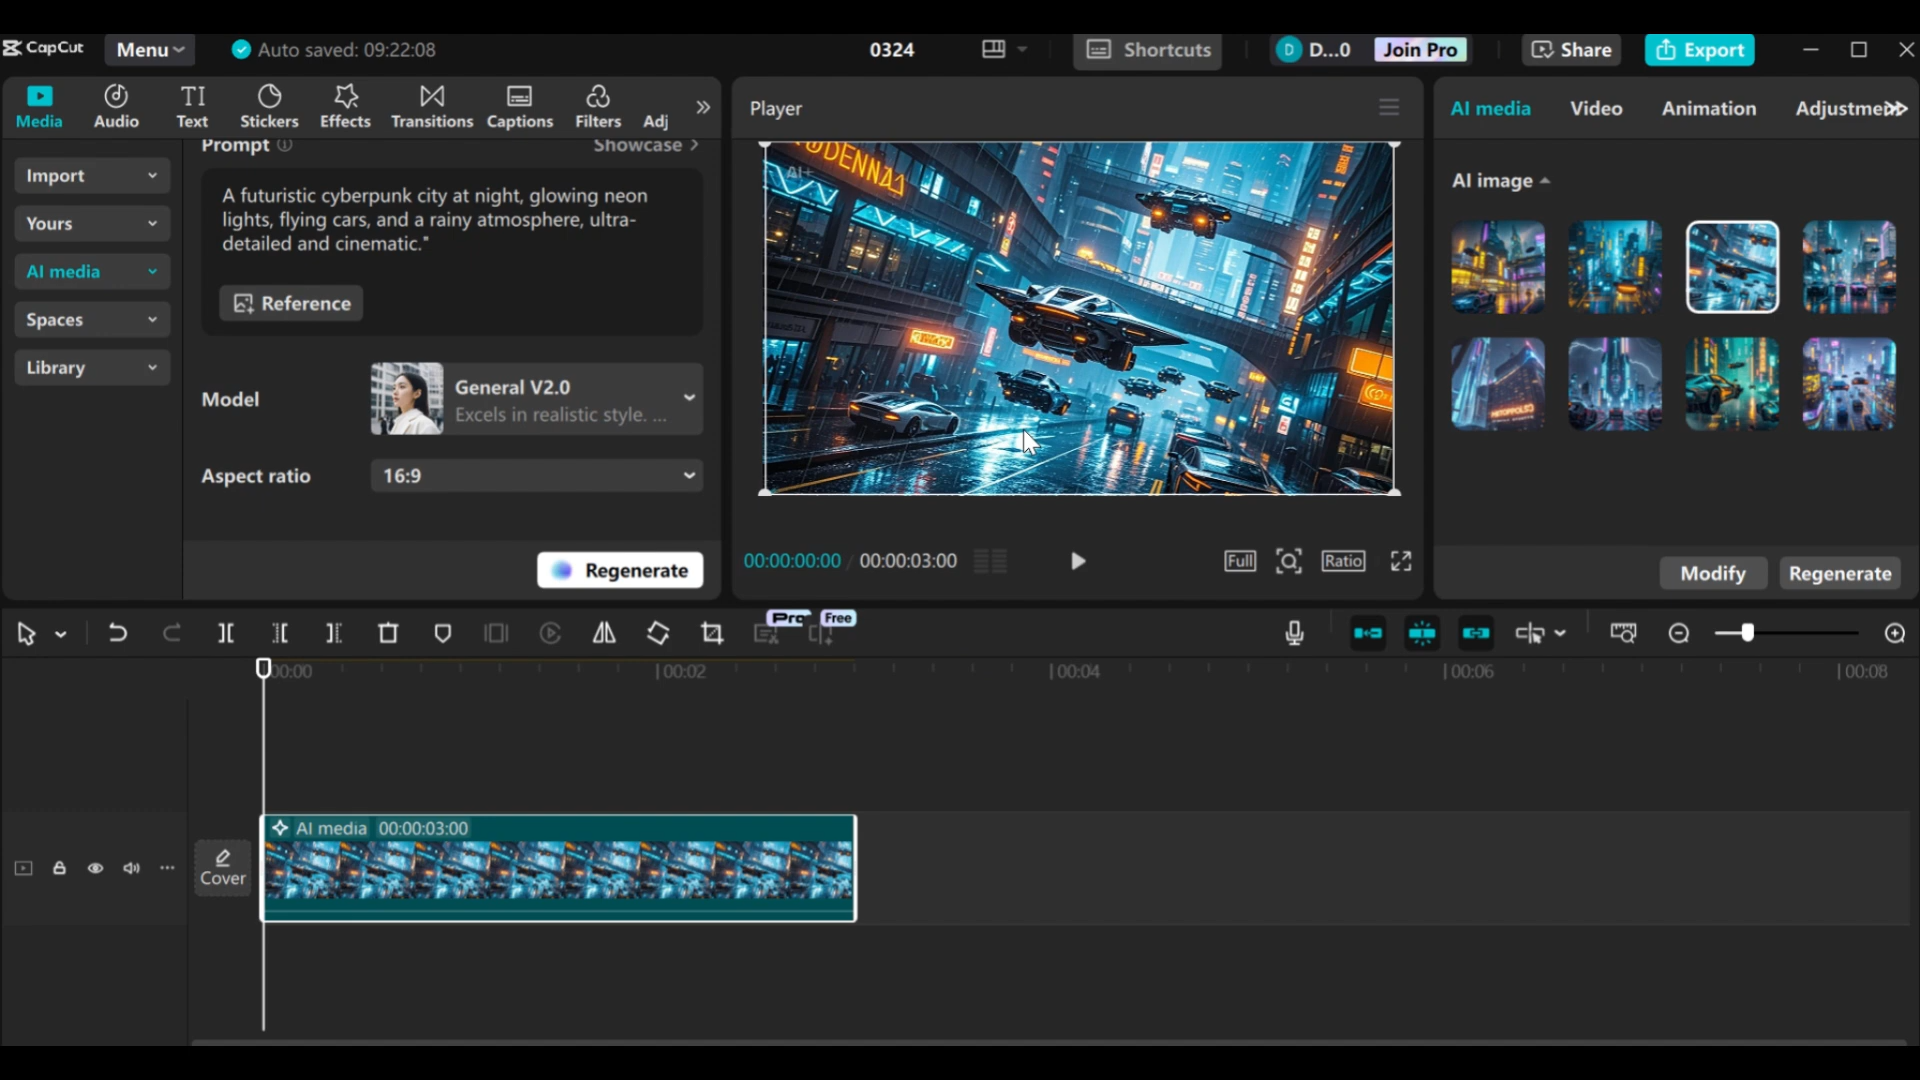 CapCut Menu Auto saved: 09:22:08 0324 Shortcuts D D...0 Join Pro Share Export
Media Audio Text Stickers Effects Transitions Captions Filters Adj
Import
Yours
AI media
Spaces
Library
Prompt Showcase
A futuristic cyberpunk city at night, glowing neon
lights, flying cars, and a rainy atmosphere, ultra-
detailed and cinematic."
Reference
Model
General V2.0
Excels in realistic style. ...
Aspect ratio 16:9
Regenerate
Player
AI+
00:00:00:00 / 00:00:03:00 Full Ratio
AI media Video Animation Adjustment
AI image
Modify Regenerate
Pro Free
00:00 00:02 00:04 00:06 00:08
AI media 00:00:03:00
Cover